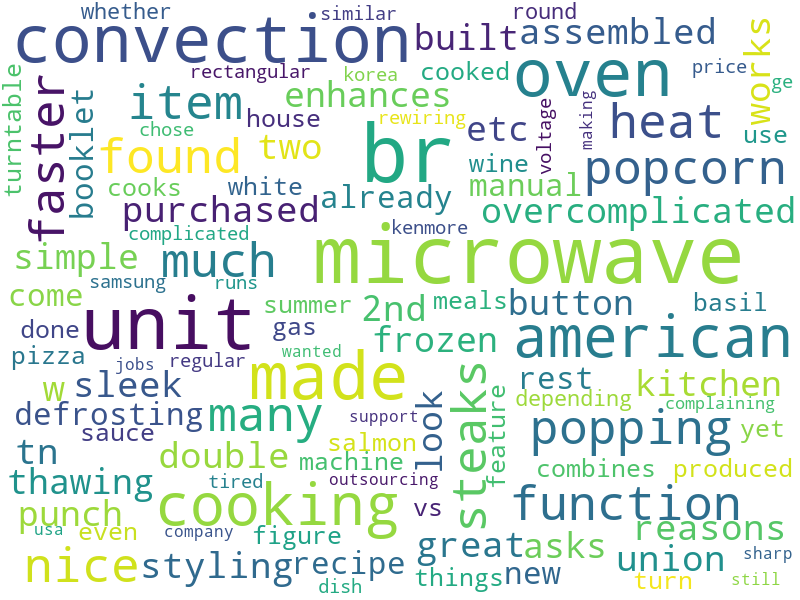 whether
similar
round
convection
built
assembled
works
rectangular
korea
cooked
oven
price
ge
turntable
faster
booklet
item
enhances
chose
house
found
two
br
rewiring
etc
voltage
making
heat
use
popcorn
cooks
white
already
wine
manual
purchased
kenmore
overcomplicated
complicated
simple
much
microwave
samsung
runs
come
unit
summer
2nd
meals
button
basil
done
gas
frozen
american
pizza
jobs
regular
wanted
made
w
sleek
steaks
rest
kitchen
depending
complaining
defrosting
many
support
look
feature
popping
yet
sauce
salmon
tn
double
machine
combines
produced
thawing
tired
outsourcing
cooking
vs
function
punch
reasons
usa
even
company
figure
great
asks
union
sharp
nice
styling
recipe
things
new
turn
still
dish